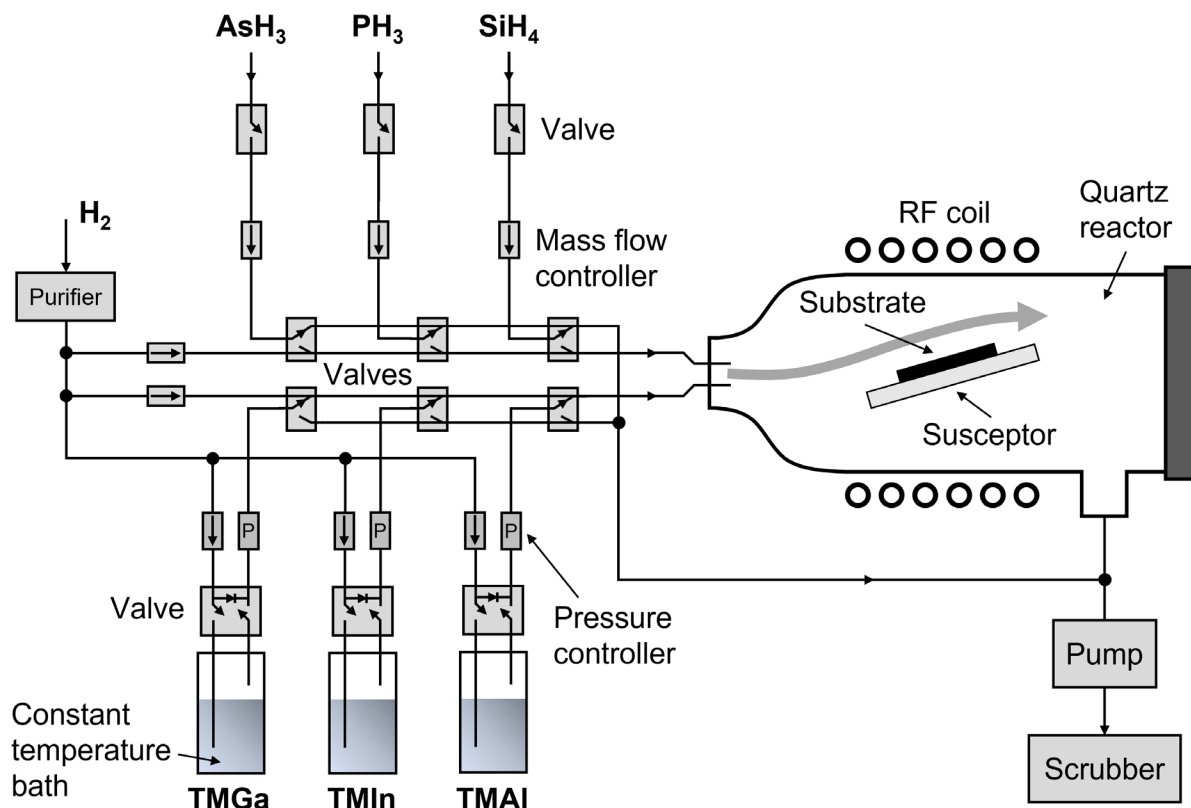 AsH₃
PH₃
SiH₄
Valve
H₂
Purifier
Mass flow
controller
RF coil
Quartz
reactor
Substrate
Valves
Susceptor
P
P
P
Valve
Pressure
controller
Pump
Constant
temperature
bath
Scrubber
TMGa
TMIn
TMAl